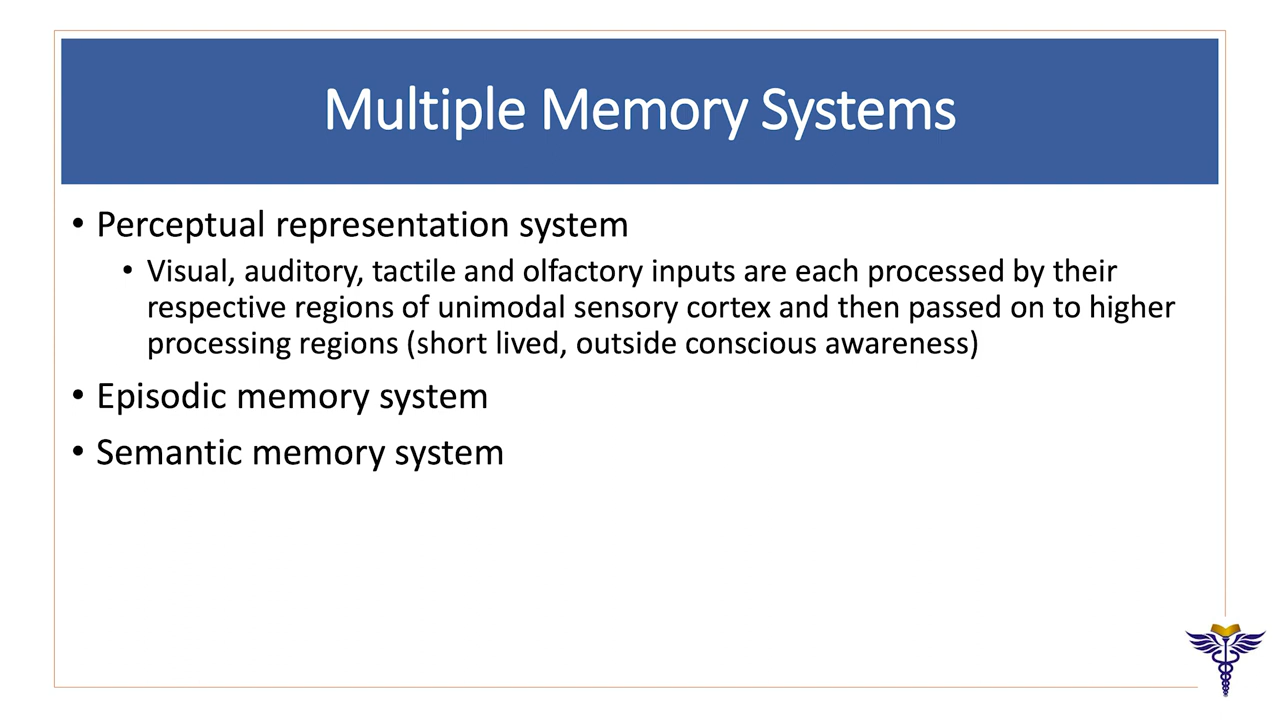 Multiple Memory Systems
• Perceptual representation system
• Visual, auditory, tactile and olfactory inputs are each processed by their
respective regions of unimodal sensory cortex and then passed on to higher
processing regions (short lived, outside conscious awareness)
• Episodic memory system
• Semantic memory system